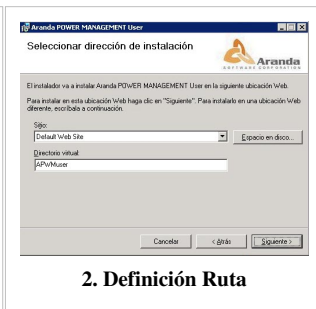 Aranda POWER MANAGEMENT User
Seleccionar dirección de instalación
Aranda
SOFTWARE CORPORATION
El instalador va a instalar Aranda POWER MANAGEMENT User en la siguiente ubicación Web.
Para instalar en esta ubicación Web haga clic en "Siguiente". Para instalarlo en una ubicación Web
diferente, escríbala a continuación.
Sitio:
Default Web Site
Espacio en disco...
Directorio virtual:
APWMuser
Cancelar
< Atrás
Siguiente >
2. Definición Ruta